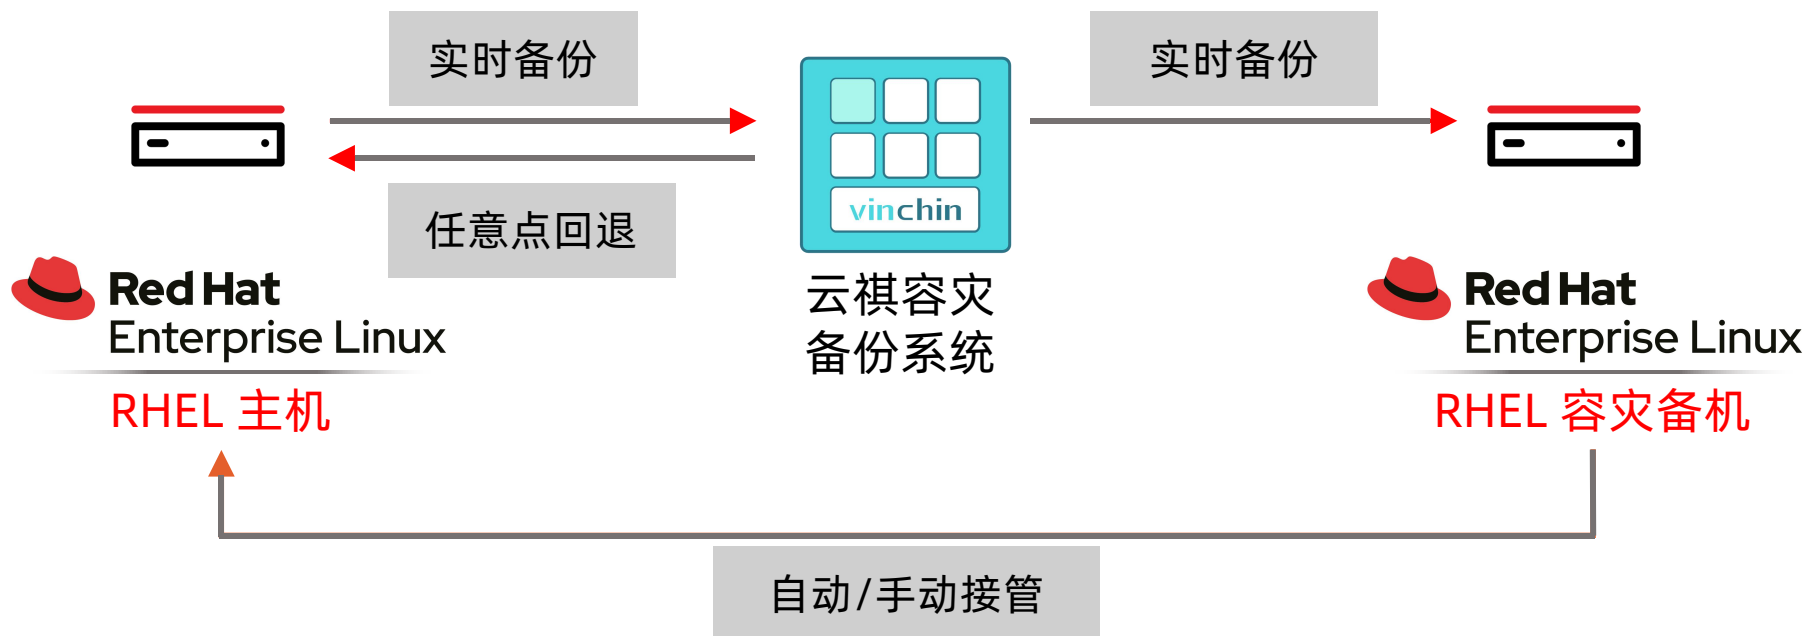 实时备份
实时备份
vinchin
任意点回退
云祺容灾
备份系统
Red Hat
Enterprise Linux
RHEL 主机
Red Hat
Enterprise Linux
RHEL 容灾备机
自动/手动接管